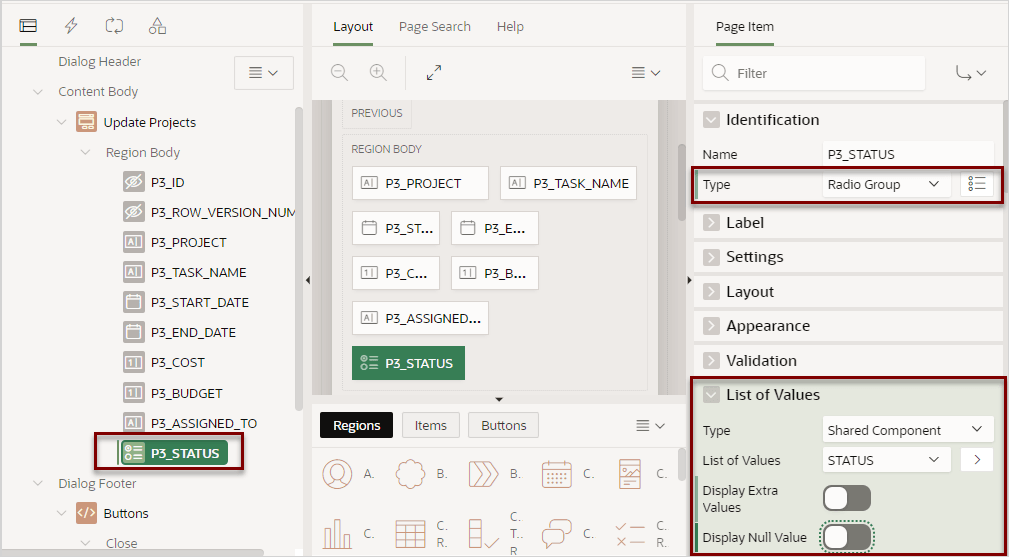 Dialog Header
Content Body
Update Projects
Region Body
P3_ID
P3_ROW_VERSION_NUM
P3_PROJECT
P3_TASK_NAME
P3_START_DATE
P3_END_DATE
P3_COST
P3_BUDGET
P3_ASSIGNED_TO
P3_STATUS
Dialog Footer
Buttons
Close
Layout Page Search Help
PREVIOUS
REGION BODY
P3_PROJECT P3_TASK_NAME
P3_ST... P3_E...
P3_C... P3_B...
P3_ASSIGNED...
P3_STATUS
Regions Items Buttons
A. B. B. C. C.
C. C. R C. T.. R C. C. R
Page Item
Filter
Identification
Name P3_STATUS
Type Radio Group
Label
Settings
Layout
Appearance
Validation
List of Values
Type Shared Component
List of Values STATUS
Display Extra
Values
Display Null Value